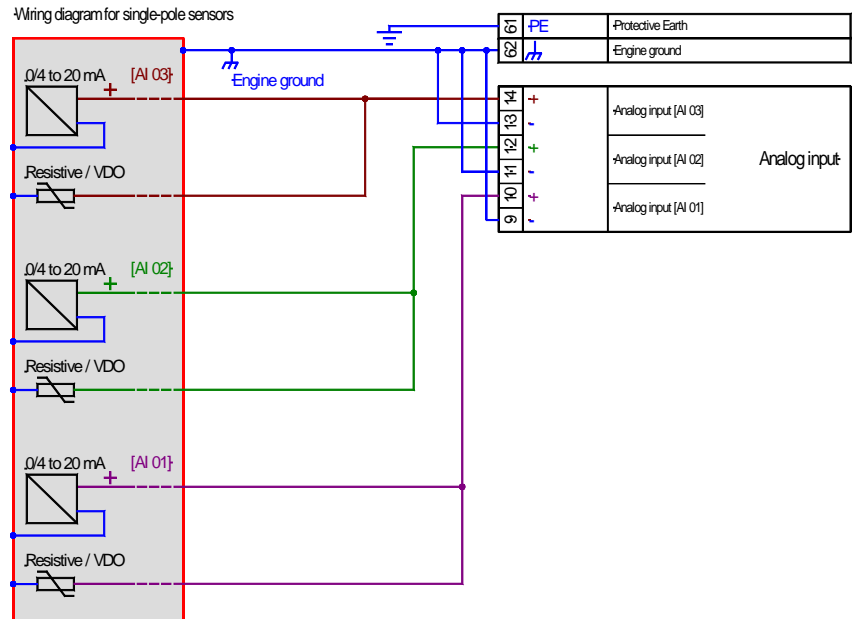 Wiring diagram for single-pole sensors
61 PE Protective Earth
62 Engine ground
Engine ground
0/4 to 20 mA [AI 03]
+
Resistive / VDO
14 +
13 -
Analog input [AI 03]
12 +
11 -
Analog input [AI 02]
10 +
9 -
Analog input [AI 01]
Analog input
0/4 to 20 mA [AI 02]
+
Resistive / VDO
0/4 to 20 mA [AI 01]
+
Resistive / VDO